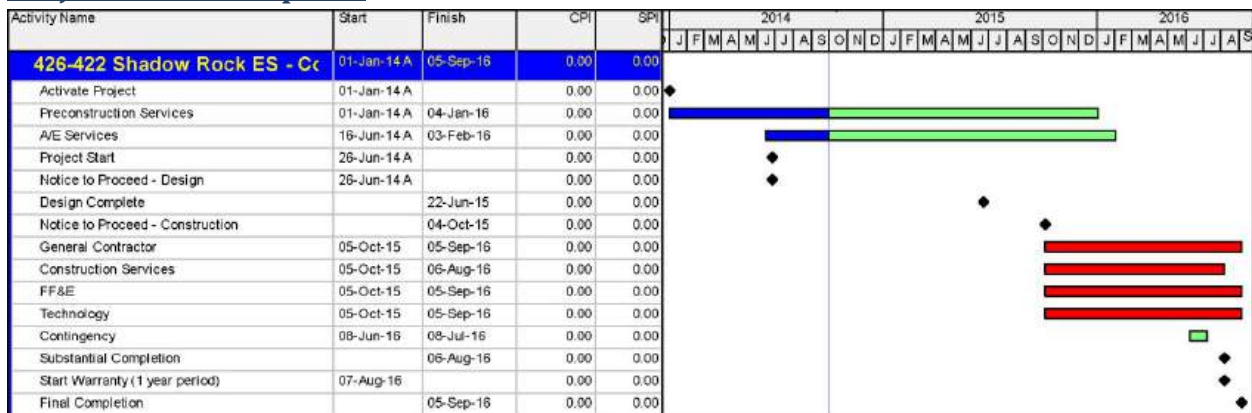 Activity Name Start Finish CPI SPI 2014 2015 2016
J F M A M J J A S O N D J F M A M J J A S O N D J F M A M J J A S
426-422 Shadow Rock ES - Cc 01-Jan-14 A 05-Sep-16 0.00 0.00
Activate Project 01-Jan-14 A 0.00 0.00
Preconstruction Services 01-Jan-14 A 04-Jan-16 0.00 0.00
A/E Services 16-Jun-14 A 03-Feb-16 0.00 0.00
Project Start 26-Jun-14 A 0.00 0.00
Notice to Proceed - Design 26-Jun-14 A 0.00 0.00
Design Complete 22-Jun-15 0.00 0.00
Notice to Proceed - Construction 04-Oct-15 0.00 0.00
General Contractor 05-Oct-15 05-Sep-16 0.00 0.00
Construction Services 05-Oct-15 06-Aug-16 0.00 0.00
FF&E 05-Oct-15 05-Sep-16 0.00 0.00
Technology 05-Oct-15 05-Sep-16 0.00 0.00
Contingency 08-Jun-16 08-Jul-16 0.00 0.00
Substantial Completion 06-Aug-16 0.00 0.00
Start Warranty (1 year period) 07-Aug-16 0.00 0.00
Final Completion 05-Sep-16 0.00 0.00